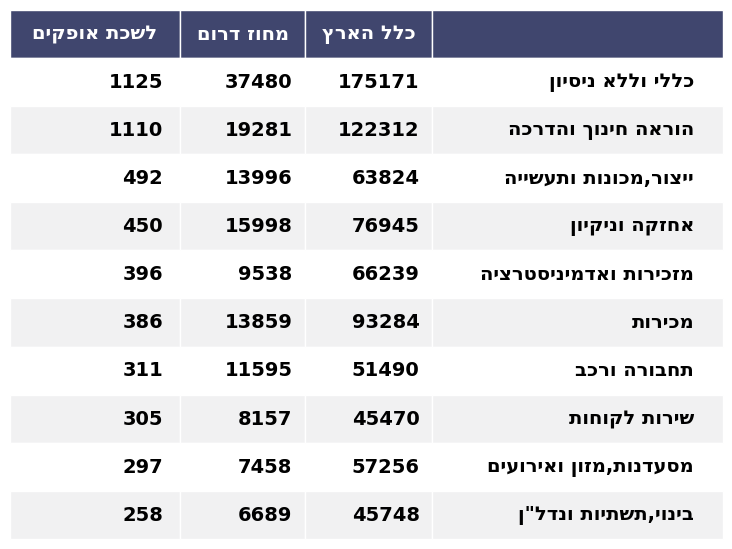 כלל הארץ מחוז דרום לשכת אופקים
כללי וללא ניסיון 175171 37480 1125
הוראה חינוך והדרכה 122312 19281 1110
ייצור,מכונות ותעשייה 63824 13996 492
אחזקה וניקיון 76945 15998 450
מזכירות ואדמיניסטרציה 66239 9538 396
מכירות 93284 13859 386
תחבורה ורכב 51490 11595 311
שירות לקוחות 45470 8157 305
מסעדנות,מזון ואירועים 57256 7458 297
בינוי,תשתיות ונדל"ן 45748 6689 258